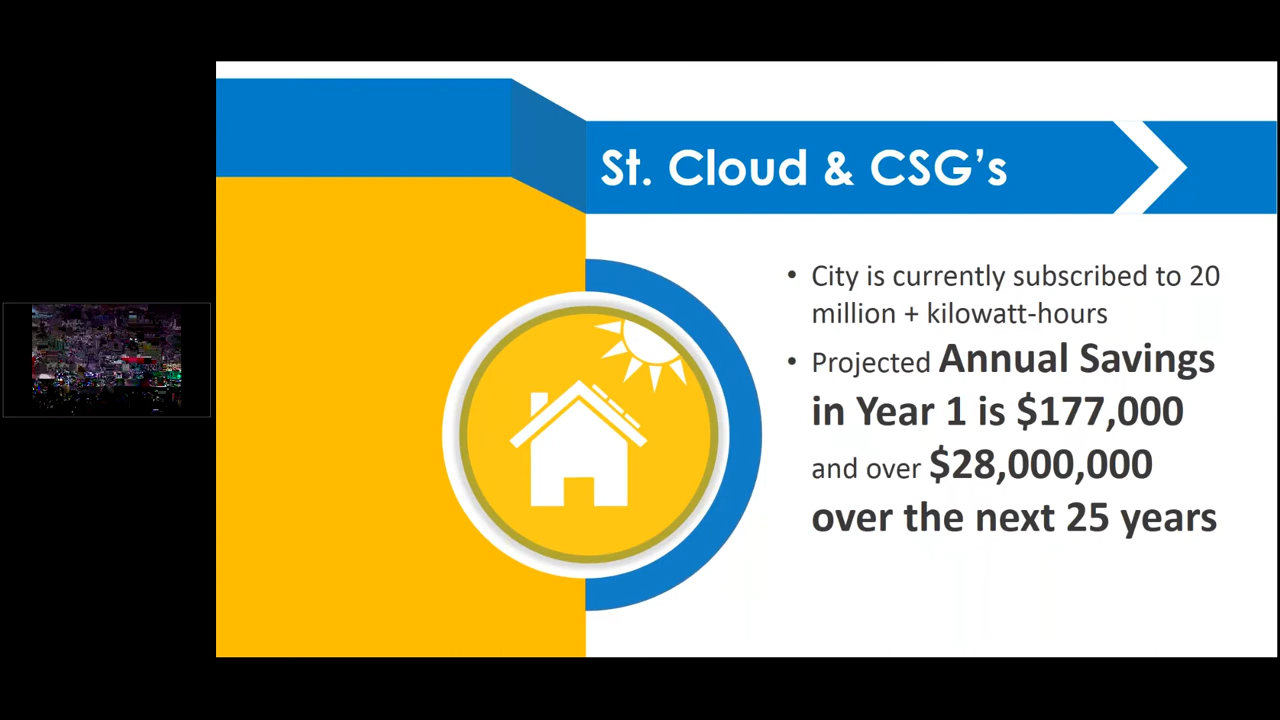 St. Cloud & CSG's
• City is currently subscribed to 20
million + kilowatt-hours
• Projected Annual Savings
in Year 1 is $177,000
and over $28,000,000
over the next 25 years